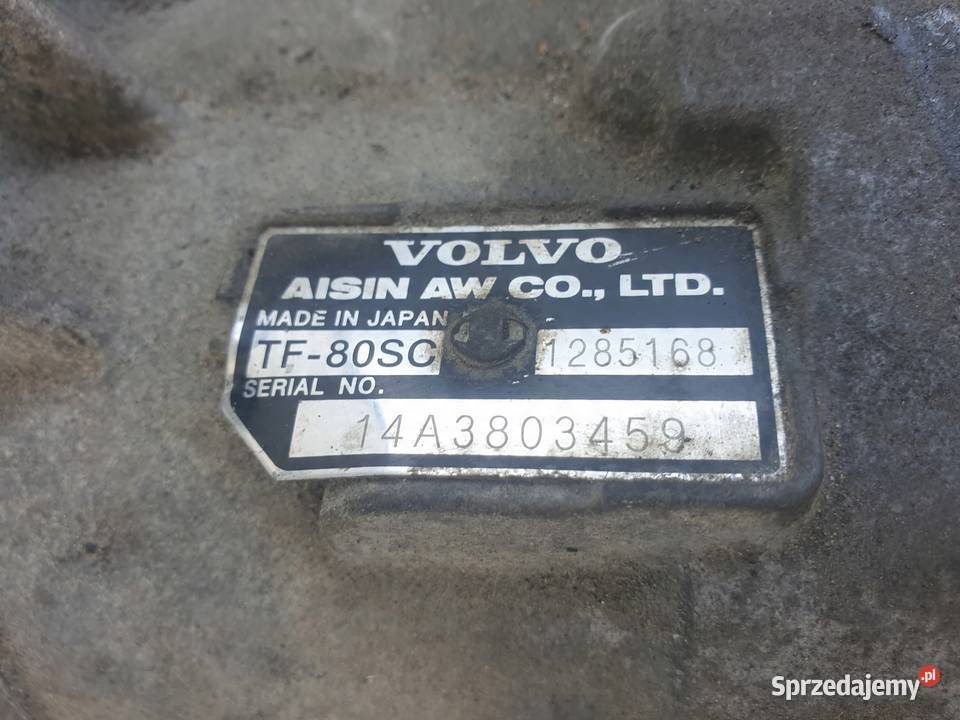 VOLVO
AISIN AW CO., LTD.
MADE IN JAPAN
TF-80SC 1285168
SERIAL NO.
14A3803459
Sprzedajemy.pl